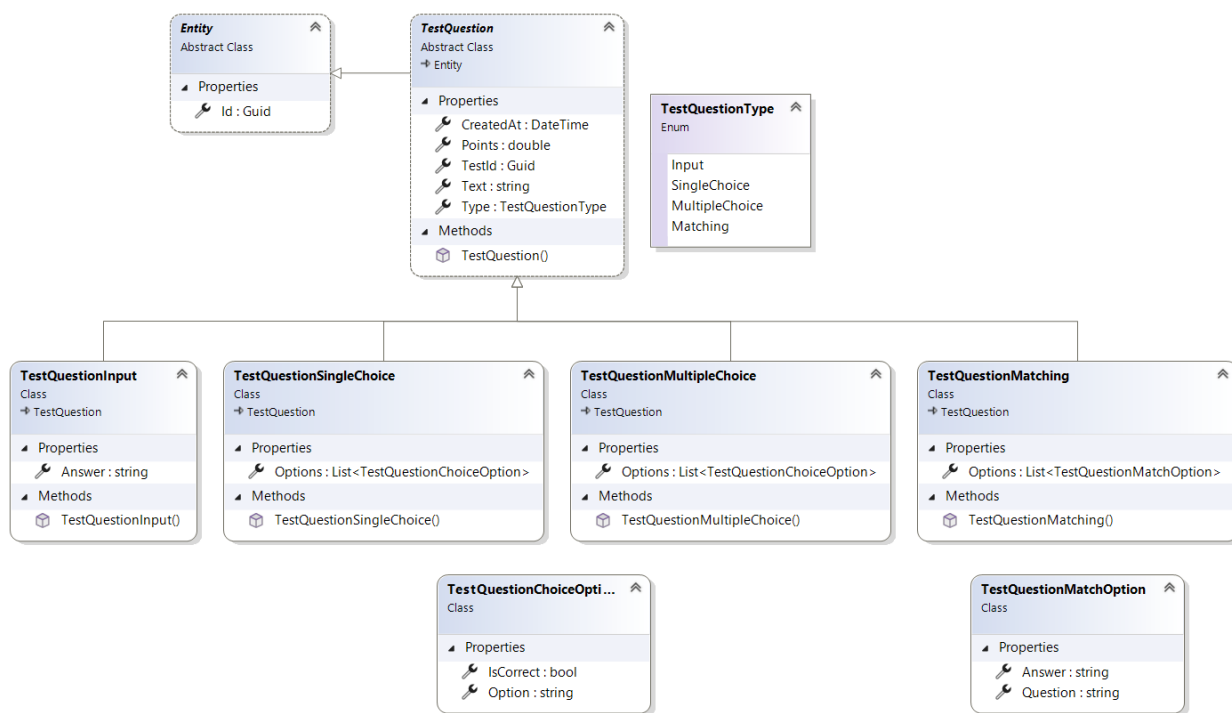 Entity
Abstract Class
Properties
Id : Guid
TestQuestion
Abstract Class
Entity
Properties
CreatedAt : DateTime
Points : double
TestId : Guid
Text : string
Type : TestQuestionType
Methods
TestQuestion()
TestQuestionType
Enum
Input
SingleChoice
MultipleChoice
Matching
TestQuestionInput
Class
TestQuestion
Properties
Answer : string
Methods
TestQuestionInput()
TestQuestionSingleChoice
Class
TestQuestion
Properties
Options : List<TestQuestionChoiceOption>
Methods
TestQuestionSingleChoice()
TestQuestionMultipleChoice
Class
TestQuestion
Properties
Options : List<TestQuestionChoiceOption>
Methods
TestQuestionMultipleChoice()
TestQuestionMatching
Class
TestQuestion
Properties
Options : List<TestQuestionMatchOption>
Methods
TestQuestionMatching()
TestQuestionChoiceOpti...
Class
Properties
IsCorrect : bool
Option : string
TestQuestionMatchOption
Class
Properties
Answer : string
Question : string